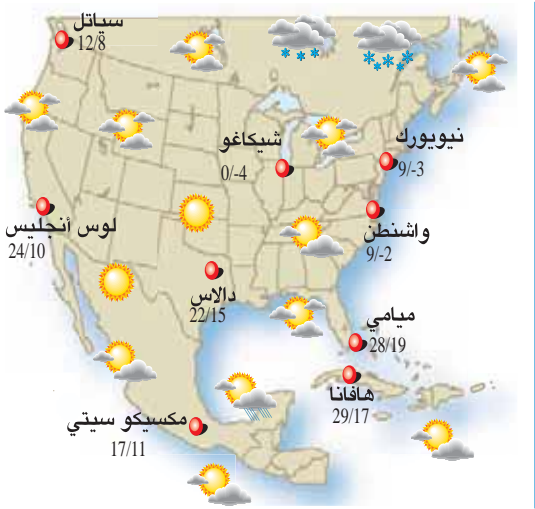 سياتل
12/8
نيويورك
9/-3
شيكاغو
0/-4
واشنطن
9/-2
لوس أنجليس
24/10
دالاس
22/15
ميامي
28/19
هافانا
29/17
مكسيكو سيتي
17/11